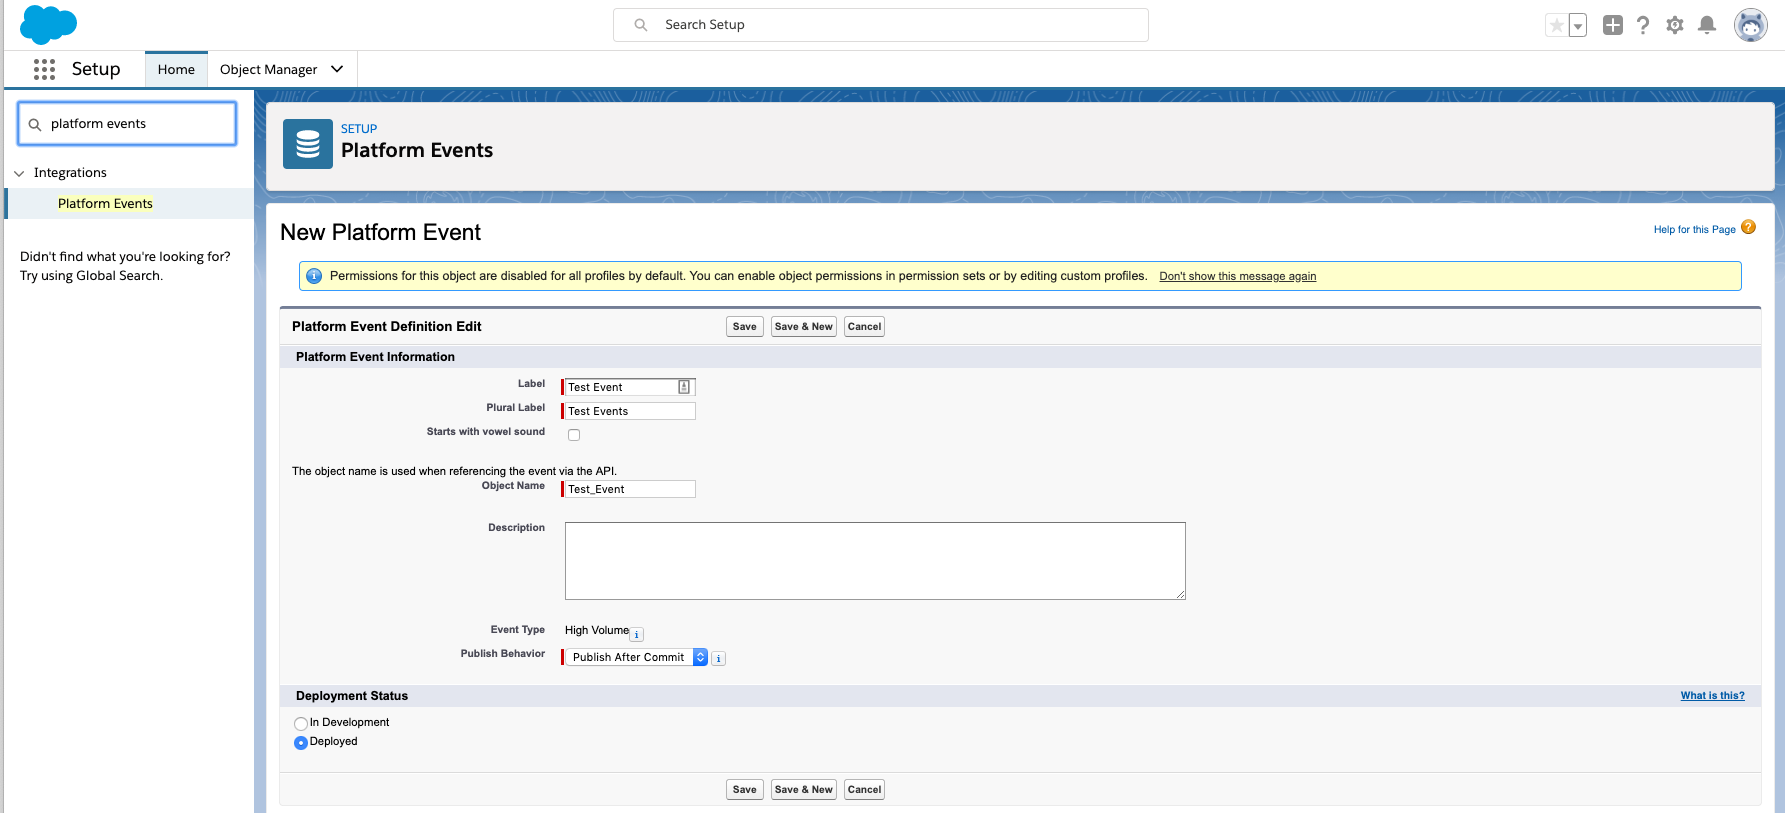 Search Setup
Setup
Home
Object Manager
platform events
Integrations
Platform Events
Didn't find what you're looking for?
Try using Global Search.
SETUP
Platform Events
New Platform Event
Help for this Page ?
i Permissions for this object are disabled for all profiles by default. You can enable object permissions in permission sets or by editing custom profiles. Don't show this message again
Platform Event Definition Edit Save Save & New Cancel
Platform Event Information
Label Test Event
Plural Label Test Events
Starts with vowel sound
The object name is used when referencing the event via the API.
Object Name Test_Event
Description
Event Type High Volume i
Publish Behavior Publish After Commit i
Deployment Status What is this?
In Development
Deployed
Save Save & New Cancel